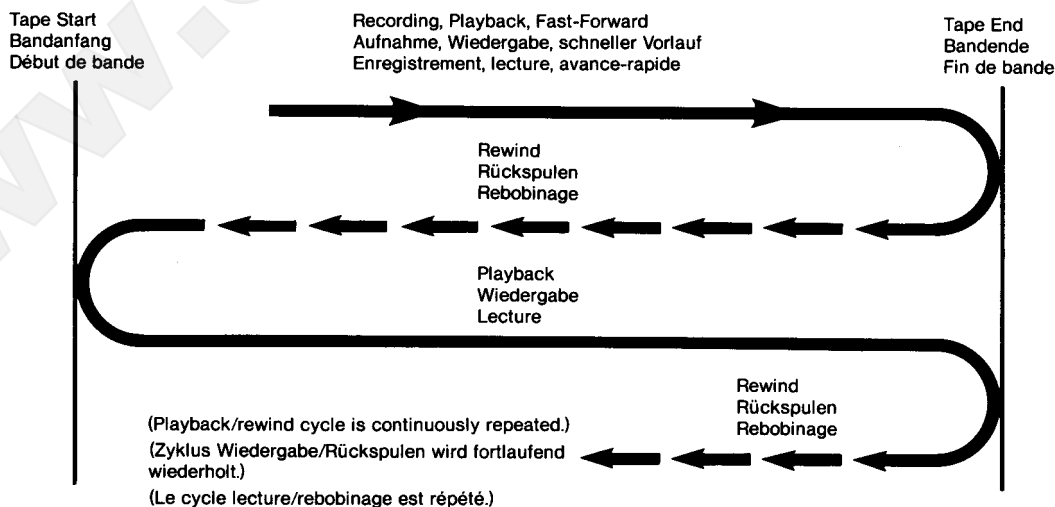 Tape Start
Bandanfang
Début de bande
Recording, Playback, Fast-Forward
Aufnahme, Wiedergabe, schneller Vorlauf
Enregistrement, lecture, avance-rapide
Tape End
Bandende
Fin de bande
Rewind
Rückspulen
Rebobinage
Playback
Wiedergabe
Lecture
Rewind
Rückspulen
Rebobinage
(Playback/rewind cycle is continuously repeated.)
(Zyklus Wiedergabe/Rückspulen wird fortlaufend
wiederholt.)
(Le cycle lecture/rebobinage est répété.)